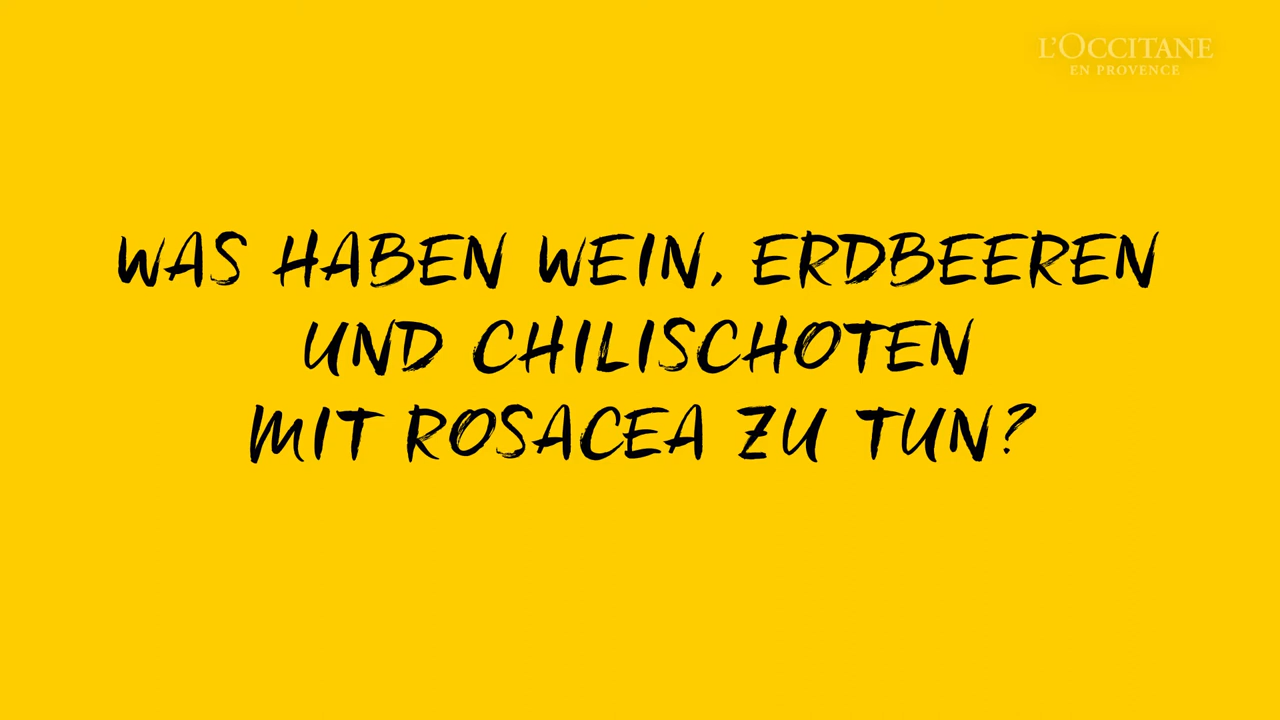 L'OCCITANE
EN PROVENCE
WAS HABEN WEIN, ERDBEEREN
UND CHILISCHOTEN
MIT ROSACEA ZU TUN?